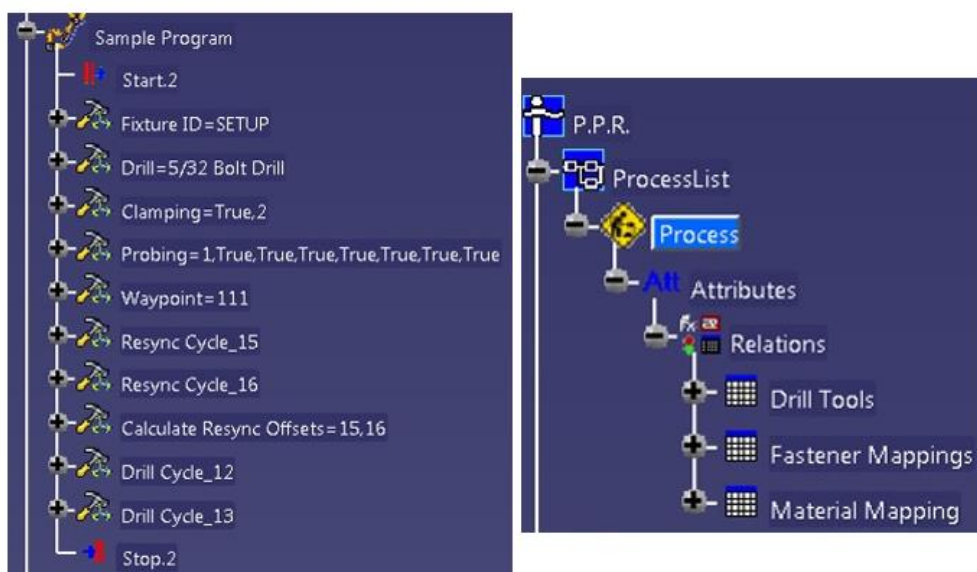 Sample Program
Start.2
Fixture ID=SETUP
Drill=5/32 Bolt Drill
Clamping=True,2
Probing=1,True,True,True,True,True,True,True
Waypoint=111
Resync Cycle_15
Resync Cycle_16
Calculate Resync Offsets=15,16
Drill Cycle_12
Drill Cycle_13
Stop.2
P.P.R.
ProcessList
Process
Att Attributes
Relations
Drill Tools
Fastener Mappings
Material Mapping